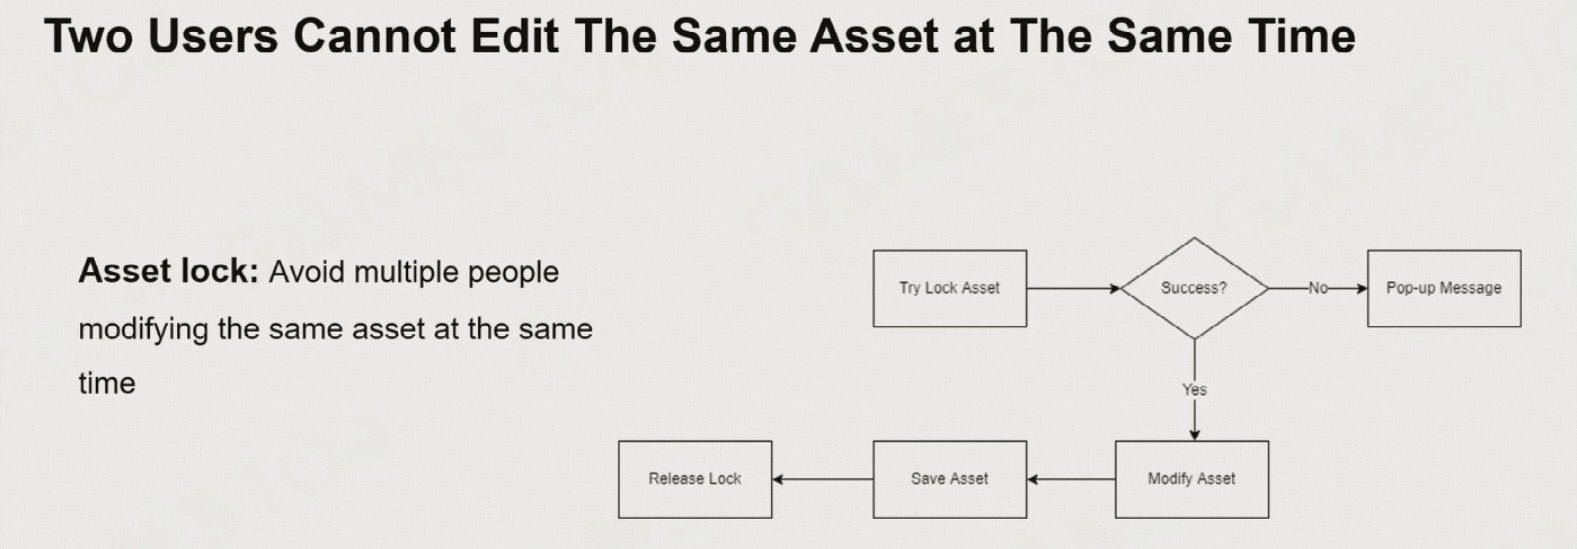 Two Users Cannot Edit The Same Asset at The Same Time
Asset lock: Avoid multiple people
modifying the same asset at the same
time
Try Lock Asset
Success?
No
Pop-up Message
Yes
Release Lock
Save Asset
Modify Asset